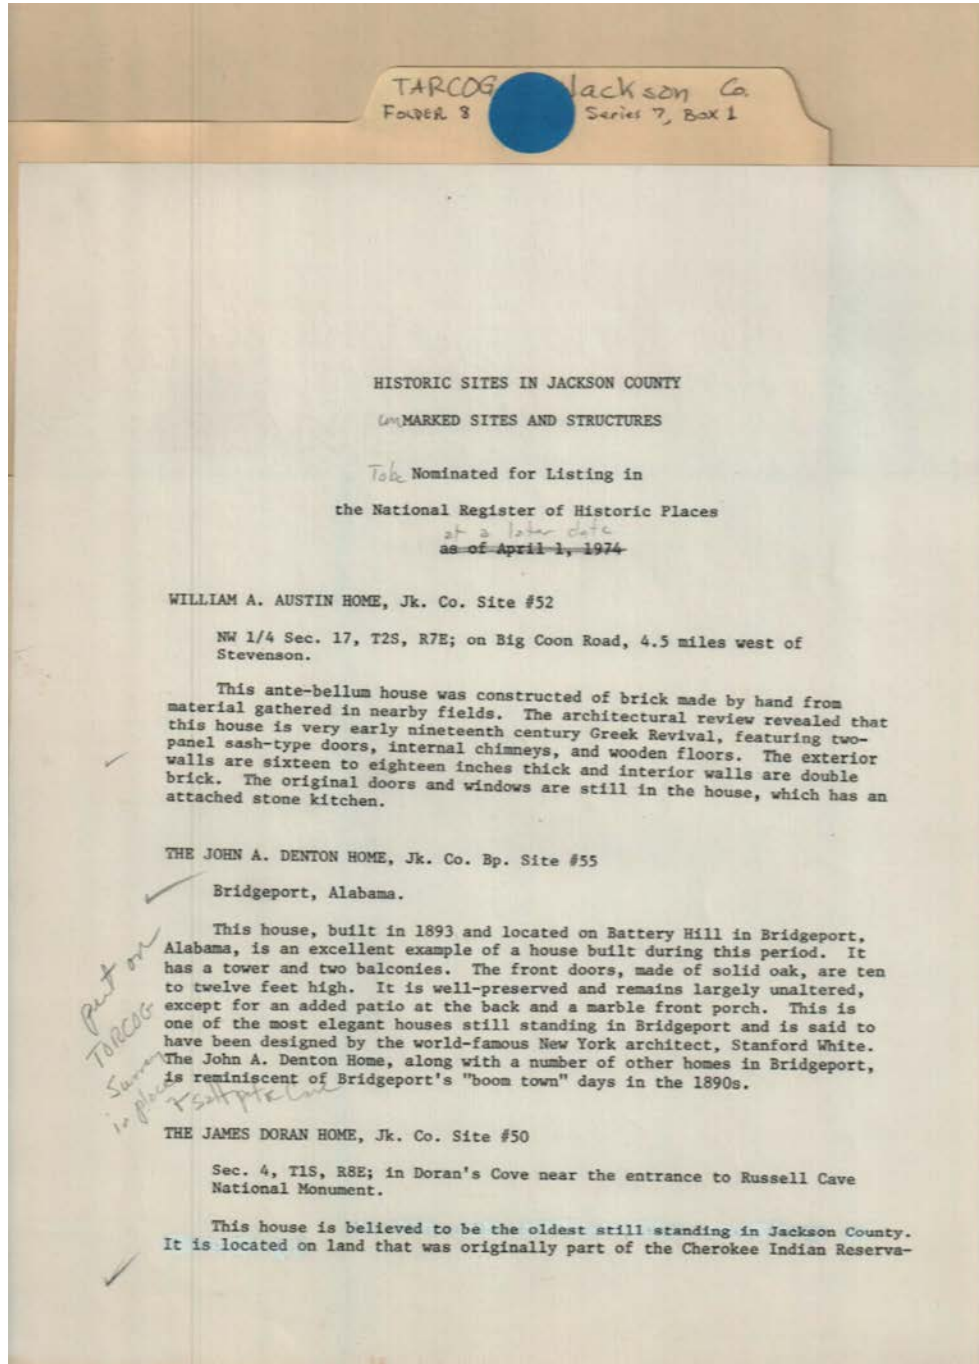 TARCOG Jackson Co.
FOLDER 8 Series 7, Box 1
HISTORIC SITES IN JACKSON COUNTY
unMARKED SITES AND STRUCTURES
To be Nominated for Listing in
the National Register of Historic Places
at a later date
as of April 1, 1974
WILLIAM A. AUSTIN HOME, Jk. Co. Site #52
NW 1/4 Sec. 17, T2S, R7E; on Big Coon Road, 4.5 miles west of
Stevenson.
This ante-bellum house was constructed of brick made by hand from
material gathered in nearby fields. The architectural review revealed that
this house is very early nineteenth century Greek Revival, featuring two-
panel sash-type doors, internal chimneys, and wooden floors. The exterior
walls are sixteen to eighteen inches thick and interior walls are double
brick. The original doors and windows are still in the house, which has an
attached stone kitchen.
THE JOHN A. DENTON HOME, Jk. Co. Bp. Site #55
Bridgeport, Alabama.
This house, built in 1893 and located on Battery Hill in Bridgeport,
Alabama, is an excellent example of a house built during this period. It
has a tower and two balconies. The front doors, made of solid oak, are ten
to twelve feet high. It is well-preserved and remains largely unaltered,
except for an added patio at the back and a marble front porch. This is
one of the most elegant houses still standing in Bridgeport and is said to
have been designed by the world-famous New York architect, Stanford White.
The John A. Denton Home, along with a number of other homes in Bridgeport,
is reminiscent of Bridgeport's "boom town" days in the 1890s.
put on
TORCOG
Survey
in place
THE JAMES DORAN HOME, Jk. Co. Site #50
Sec. 4, T1S, R8E; in Doran's Cove near the entrance to Russell Cave
National Monument.
This house is believed to be the oldest still standing in Jackson County.
It is located on land that was originally part of the Cherokee Indian Reserva-